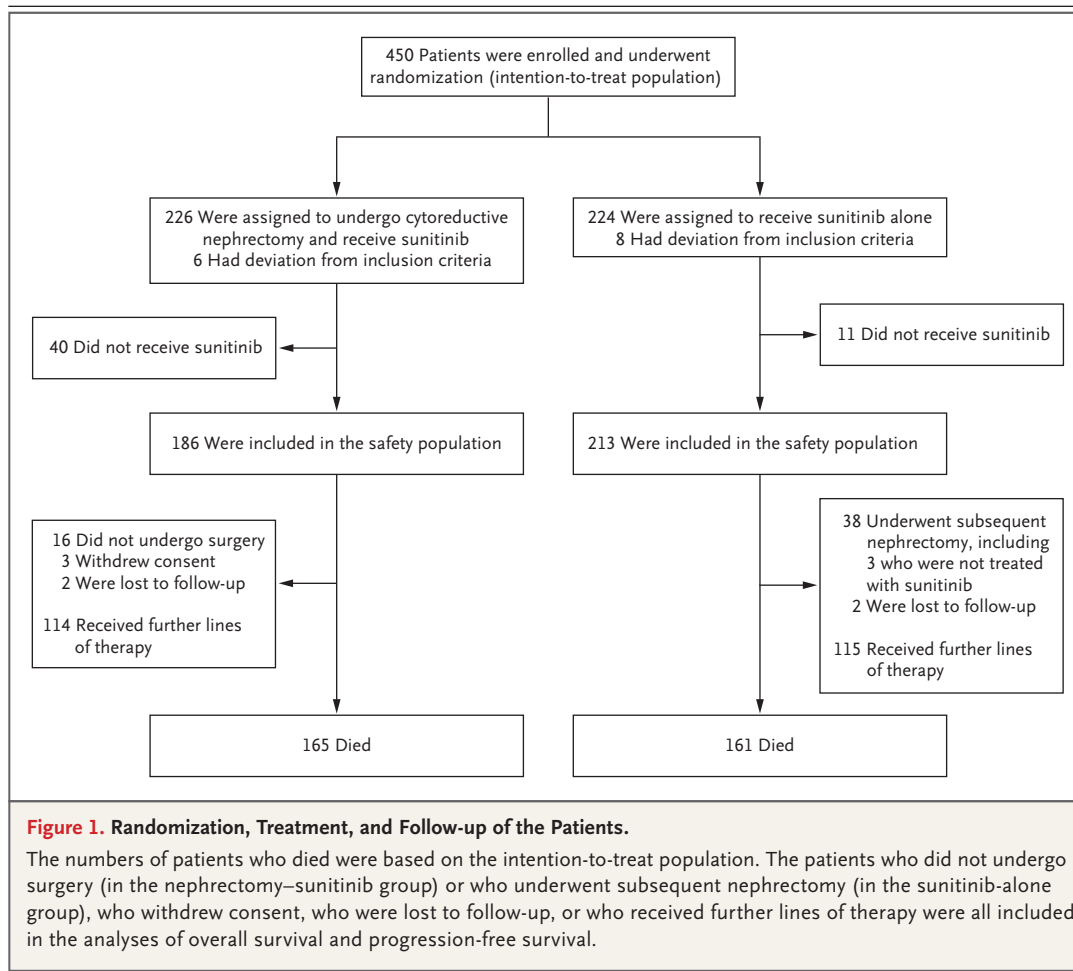 450 Patients were enrolled and underwent
randomization (intention-to-treat population)
226 Were assigned to undergo cytoreductive
nephrectomy and receive sunitinib
6 Had deviation from inclusion criteria
224 Were assigned to receive sunitinib alone
8 Had deviation from inclusion criteria
40 Did not receive sunitinib
11 Did not receive sunitinib
186 Were included in the safety population
213 Were included in the safety population
16 Did not undergo surgery
3 Withdrew consent
2 Were lost to follow-up
114 Received further lines
of therapy
38 Underwent subsequent
nephrectomy, including
3 who were not treated
with sunitinib
2 Were lost to follow-up
115 Received further lines
of therapy
165 Died
161 Died
Figure 1. Randomization, Treatment, and Follow-up of the Patients.
The numbers of patients who died were based on the intention-to-treat population. The patients who did not undergo
surgery (in the nephrectomy–sunitinib group) or who underwent subsequent nephrectomy (in the sunitinib-alone
group), who withdrew consent, who were lost to follow-up, or who received further lines of therapy were all included
in the analyses of overall survival and progression-free survival.